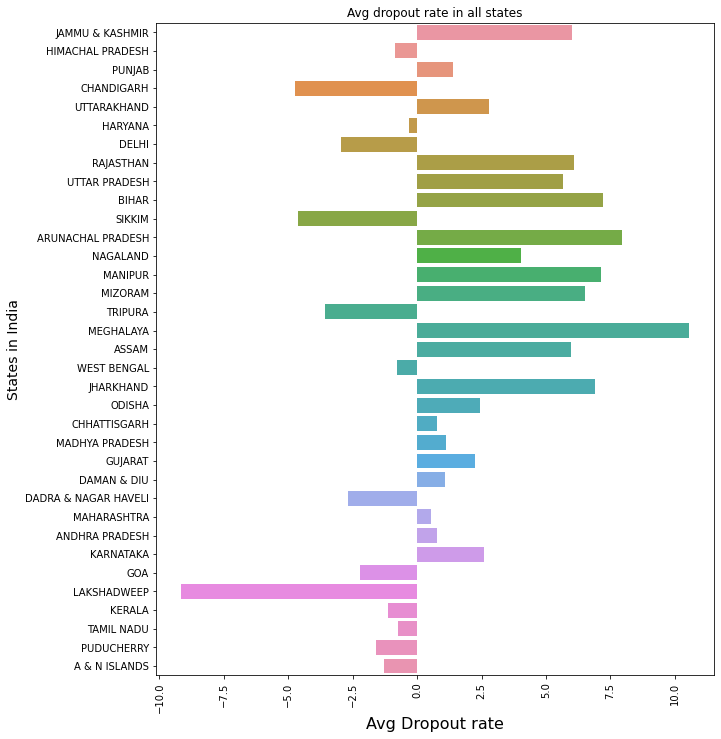 Avg dropout rate in all states
JAMMU & KASHMIR
HIMACHAL PRADESH
PUNJAB
CHANDIGARH
UTTARAKHAND
HARYANA
DELHI
RAJASTHAN
UTTAR PRADESH
BIHAR
SIKKIM
ARUNACHAL PRADESH
NAGALAND
MANIPUR
MIZORAM
TRIPURA
MEGHALAYA
ASSAM
WEST BENGAL
JHARKHAND
ODISHA
CHHATTISGARH
MADHYA PRADESH
GUJARAT
DAMAN & DIU
DADRA & NAGAR HAVELI
MAHARASHTRA
ANDHRA PRADESH
KARNATAKA
GOA
LAKSHADWEEP
KERALA
TAMIL NADU
PUDUCHERRY
A & N ISLANDS
States in India
−10.0
−7.5
−5.0
−2.5
0.0
2.5
5.0
7.5
10.0
Avg Dropout rate